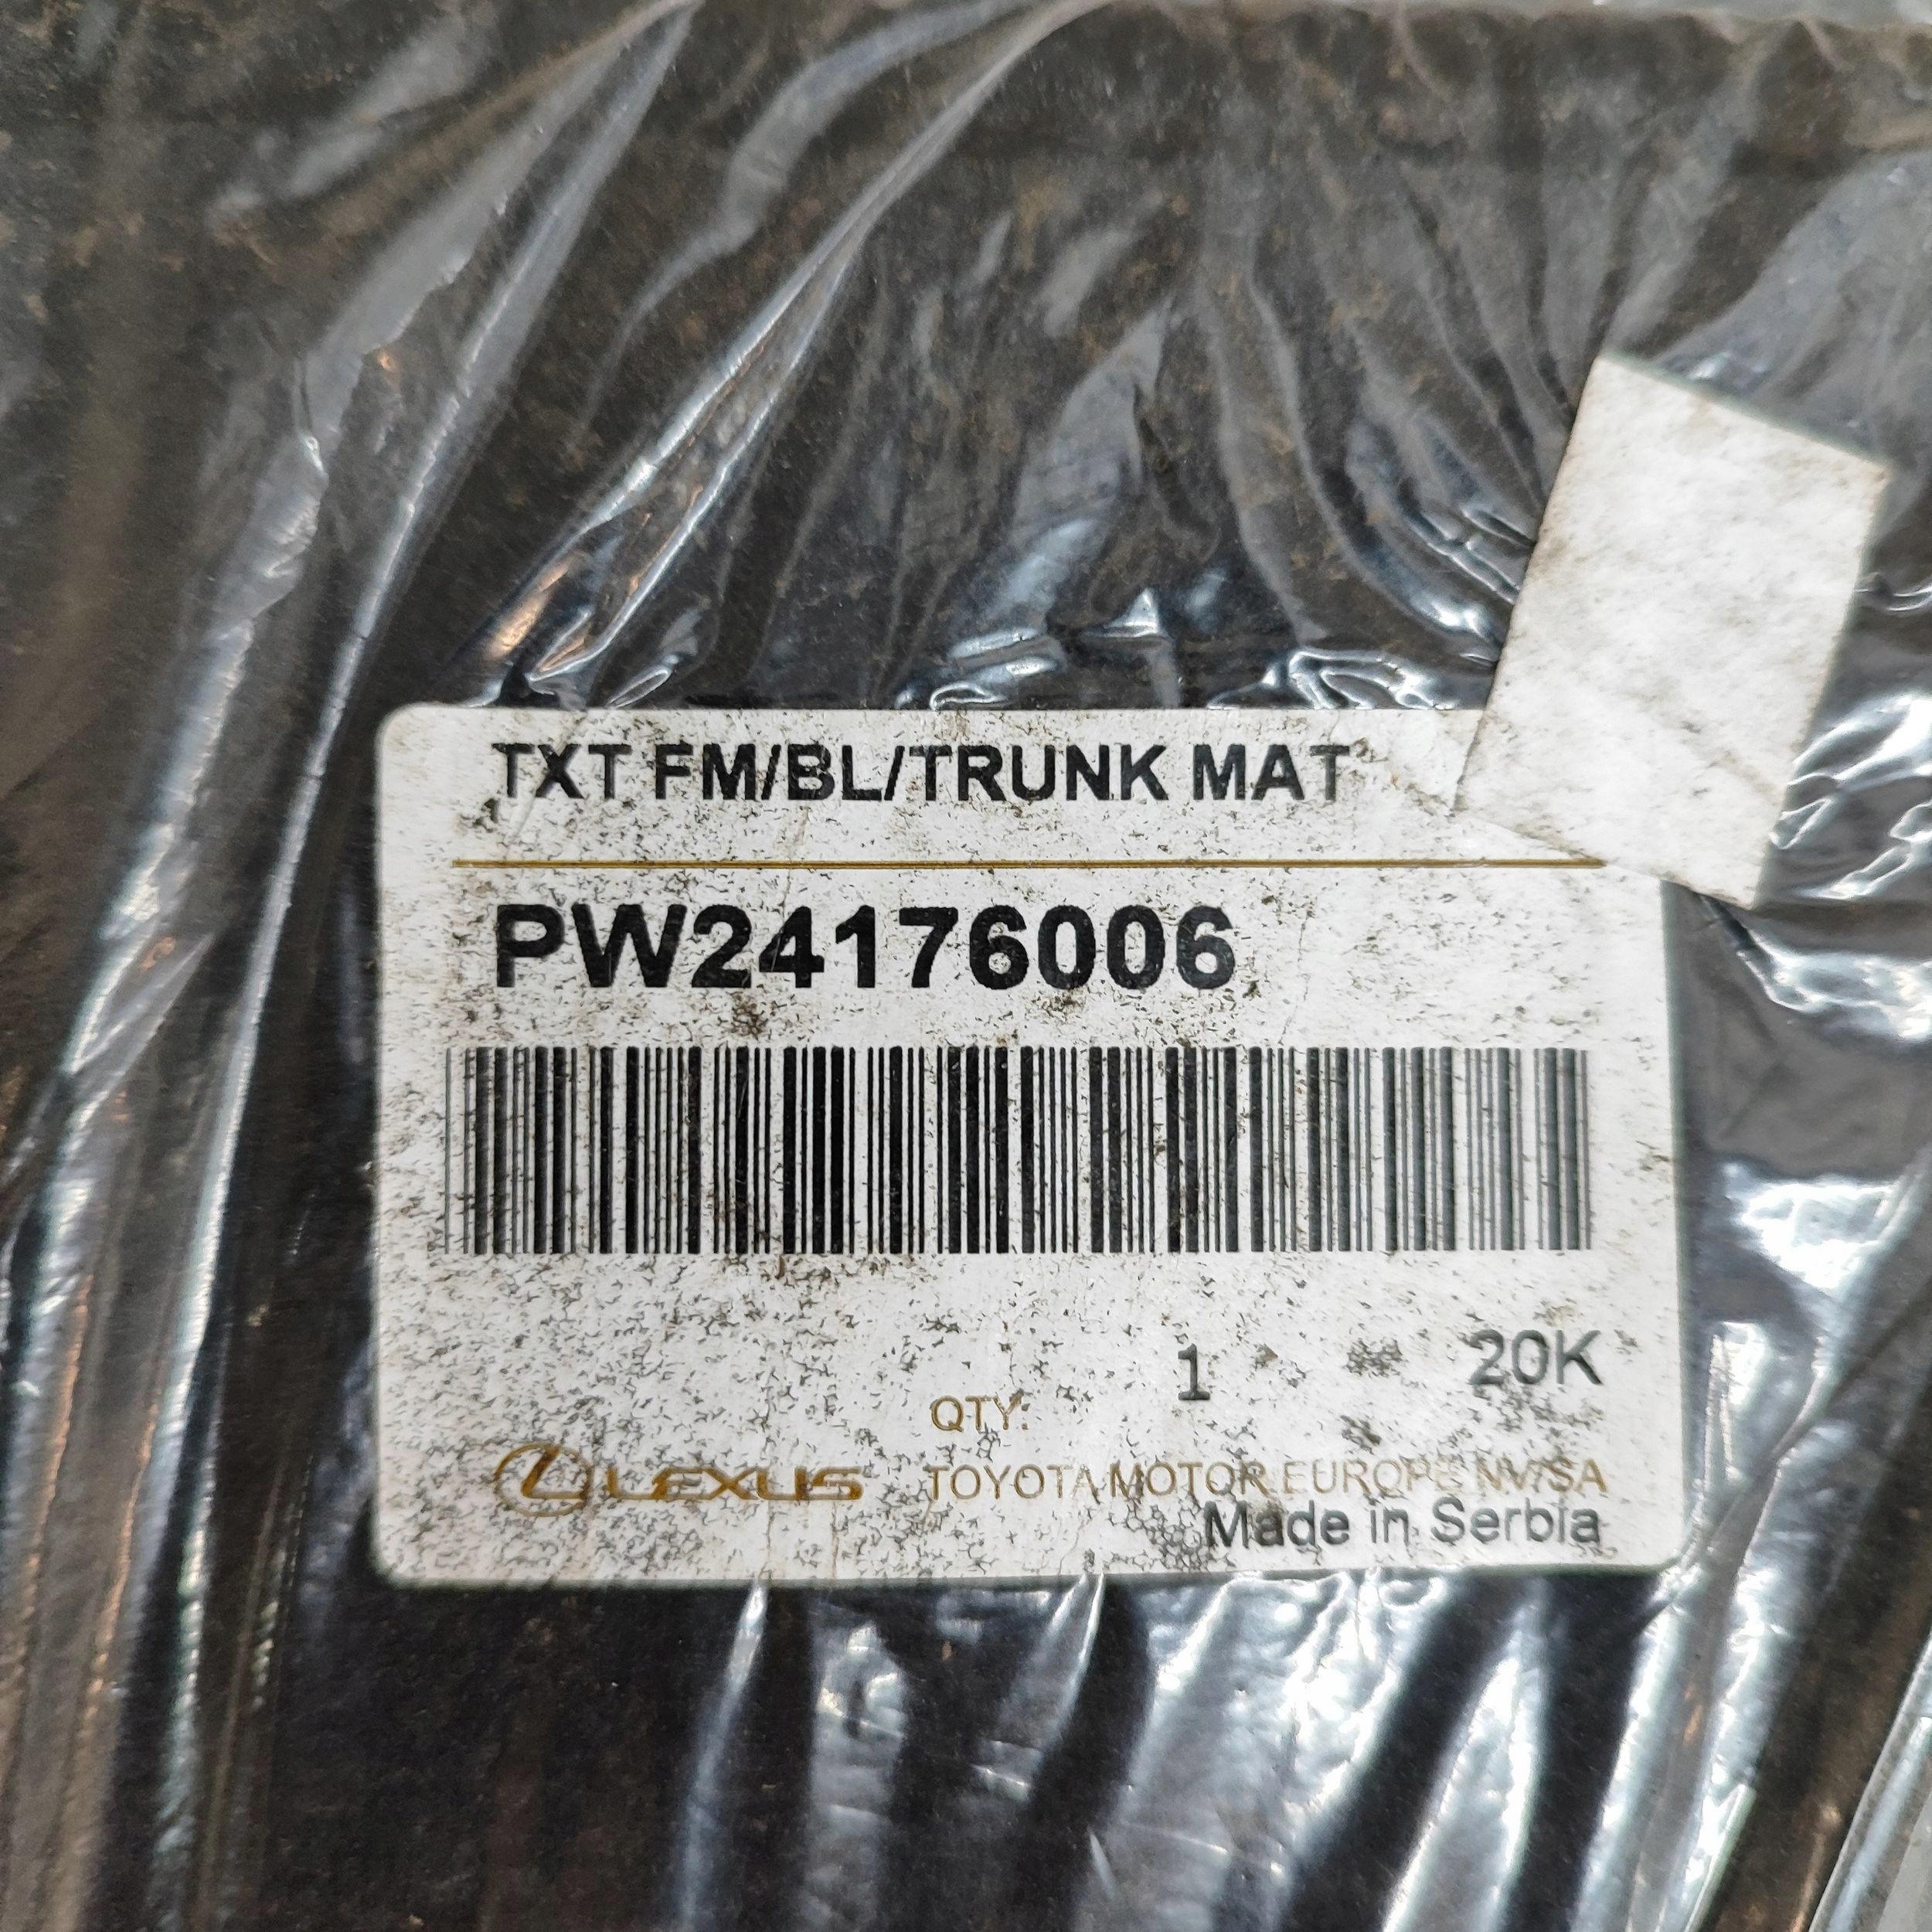 TXT FM/BL/TRUNK MAT
PW24176006
1 20K
QTY:
LEXUS TOYOTA MOTOR EUROPE NV/SA
Made in Serbia